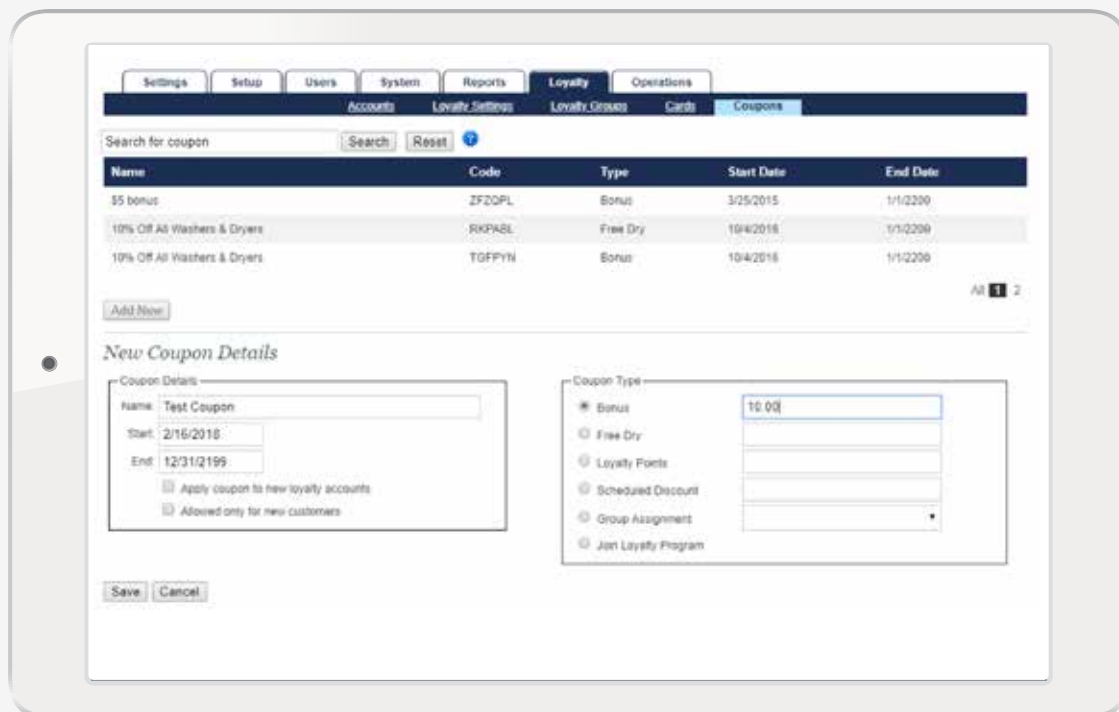 Settings Setup Users System Reports Loyalty Operations
Accounts Loyalty Settings Loyalty Groups Cards Coupons
Search for coupon Search Reset ?
Name Code Type Start Date End Date
$5 bonus ZFZQPL Bonus 3/25/2015 1/1/2200
10% Off All Washers & Dryers RKPABL Free Dry 10/4/2016 1/1/2200
10% Off All Washers & Dryers TGFPYN Bonus 10/4/2016 1/1/2200
All 1 2
Add New
New Coupon Details
Coupon Details Coupon Type
Name: Test Coupon Bonus 10.00
Start: 2/16/2018 Free Dry
End: 12/31/2199 Loyalty Points
Apply coupon to new loyalty accounts Scheduled Discount
Allowed only for new customers Group Assignment
Join Loyalty Program
Save Cancel